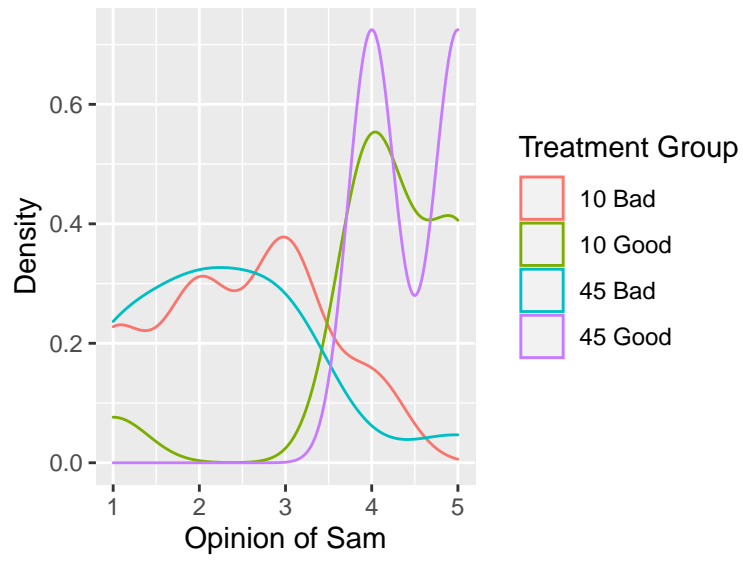 0.6
0.4
0.2
0.0
Density
1 2 3 4 5
Opinion of Sam
Treatment Group
10 Bad
10 Good
45 Bad
45 Good